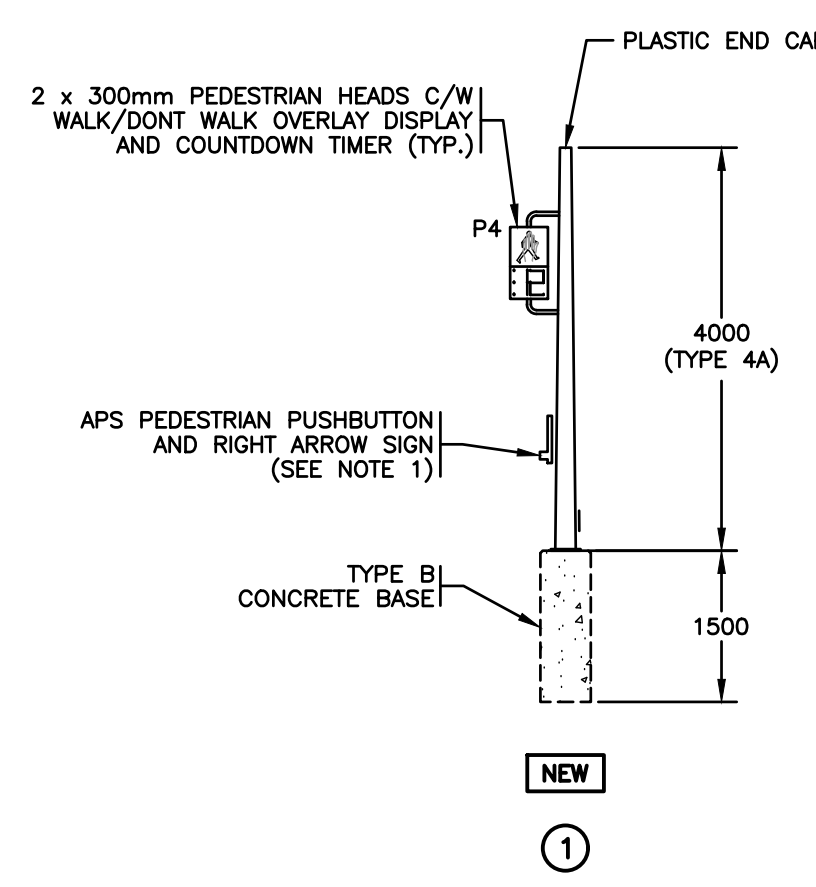 PLASTIC END
2 x 300mm PEDESTRIAN HEADS C/W
WALK/DONT WALK OVERLAY DISPLAY
AND COUNTDOWN TIMER (TYP.)
P4
4000
(TYPE 4A)
APS PEDESTRIAN PUSHBUTTON
AND RIGHT ARROW SIGN
(SEE NOTE 1)
TYPE B
CONCRETE BASE
1500
NEW
1